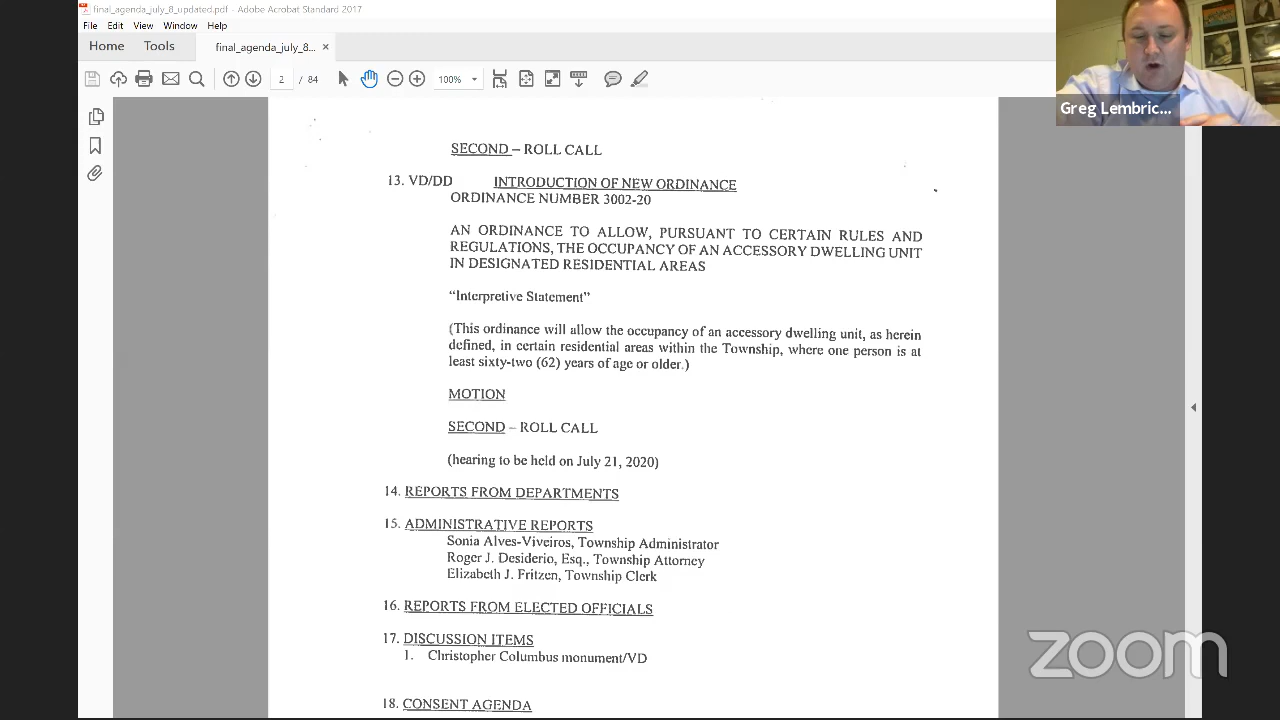 final_agenda_july_8_updated.pdf - Adobe Acrobat Standard 2017
File Edit View Window Help
Home Tools final_agenda_july_8... ×
2 / 84 100%
Greg Lembric...
SECOND – ROLL CALL
13. VD/DD INTRODUCTION OF NEW ORDINANCE
ORDINANCE NUMBER 3002-20
AN ORDINANCE TO ALLOW, PURSUANT TO CERTAIN RULES AND
REGULATIONS, THE OCCUPANCY OF AN ACCESSORY DWELLING UNIT
IN DESIGNATED RESIDENTIAL AREAS
“Interpretive Statement”
(This ordinance will allow the occupancy of an accessory dwelling unit, as herein
defined, in certain residential areas within the Township, where one person is at
least sixty-two (62) years of age or older.)
MOTION
SECOND – ROLL CALL
(hearing to be held on July 21, 2020)
14. REPORTS FROM DEPARTMENTS
15. ADMINISTRATIVE REPORTS
Sonia Alves-Viveiros, Township Administrator
Roger J. Desiderio, Esq., Township Attorney
Elizabeth J. Fritzen, Township Clerk
16. REPORTS FROM ELECTED OFFICIALS
17. DISCUSSION ITEMS
1. Christopher Columbus monument/VD
18. CONSENT AGENDA
zoom